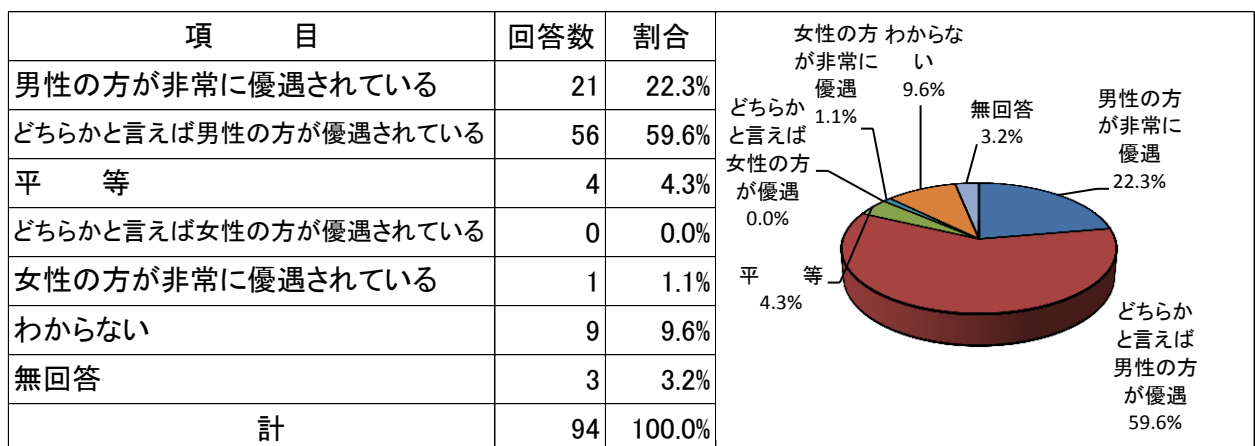 項　　目 回答数 割合
男性の方が非常に優遇されている 21 22.3%
どちらかと言えば男性の方が優遇されている 56 59.6%
平　　等 4 4.3%
どちらかと言えば女性の方が優遇されている 0 0.0%
女性の方が非常に優遇されている 1 1.1%
わからない 9 9.6%
無回答 3 3.2%
計 94 100.0%
女性の方
が非常に
優遇
1.1%
わからな
い
9.6%
無回答
3.2%
男性の方
が非常に
優遇
22.3%
どちらか
と言えば
女性の方
が優遇
0.0%
平　　等
4.3%
どちらか
と言えば
男性の方
が優遇
59.6%